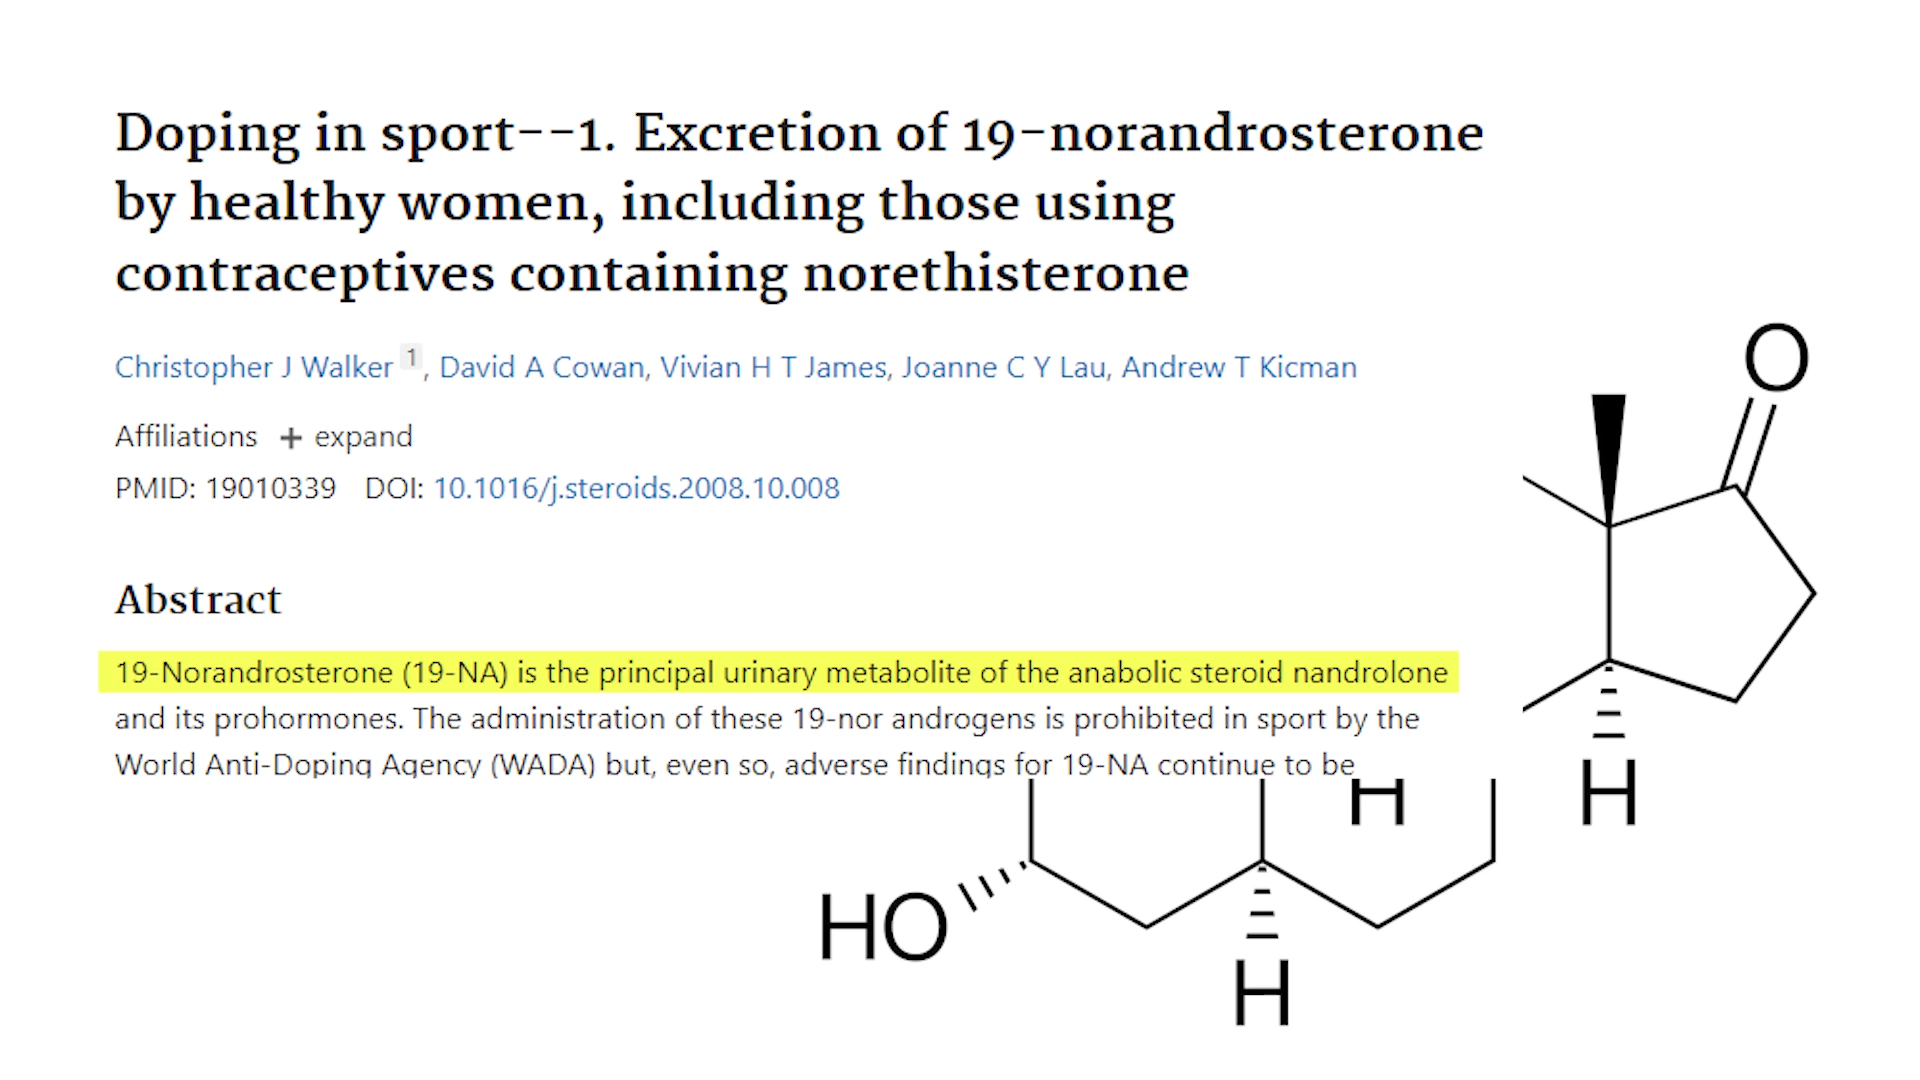 Doping in sport--1. Excretion of 19-norandrosterone
by healthy women, including those using
contraceptives containing norethisterone
Christopher J Walker 1, David A Cowan, Vivian H T James, Joanne C Y Lau, Andrew T Kicman
Affiliations + expand
PMID: 19010339 DOI: 10.1016/j.steroids.2008.10.008
Abstract
19-Norandrosterone (19-NA) is the principal urinary metabolite of the anabolic steroid nandrolone
and its prohormones. The administration of these 19-nor androgens is prohibited in sport by the
World Anti-Doping Agency (WADA) but, even so, adverse findings for 19-NA continue to be
O
H
H
HO
H